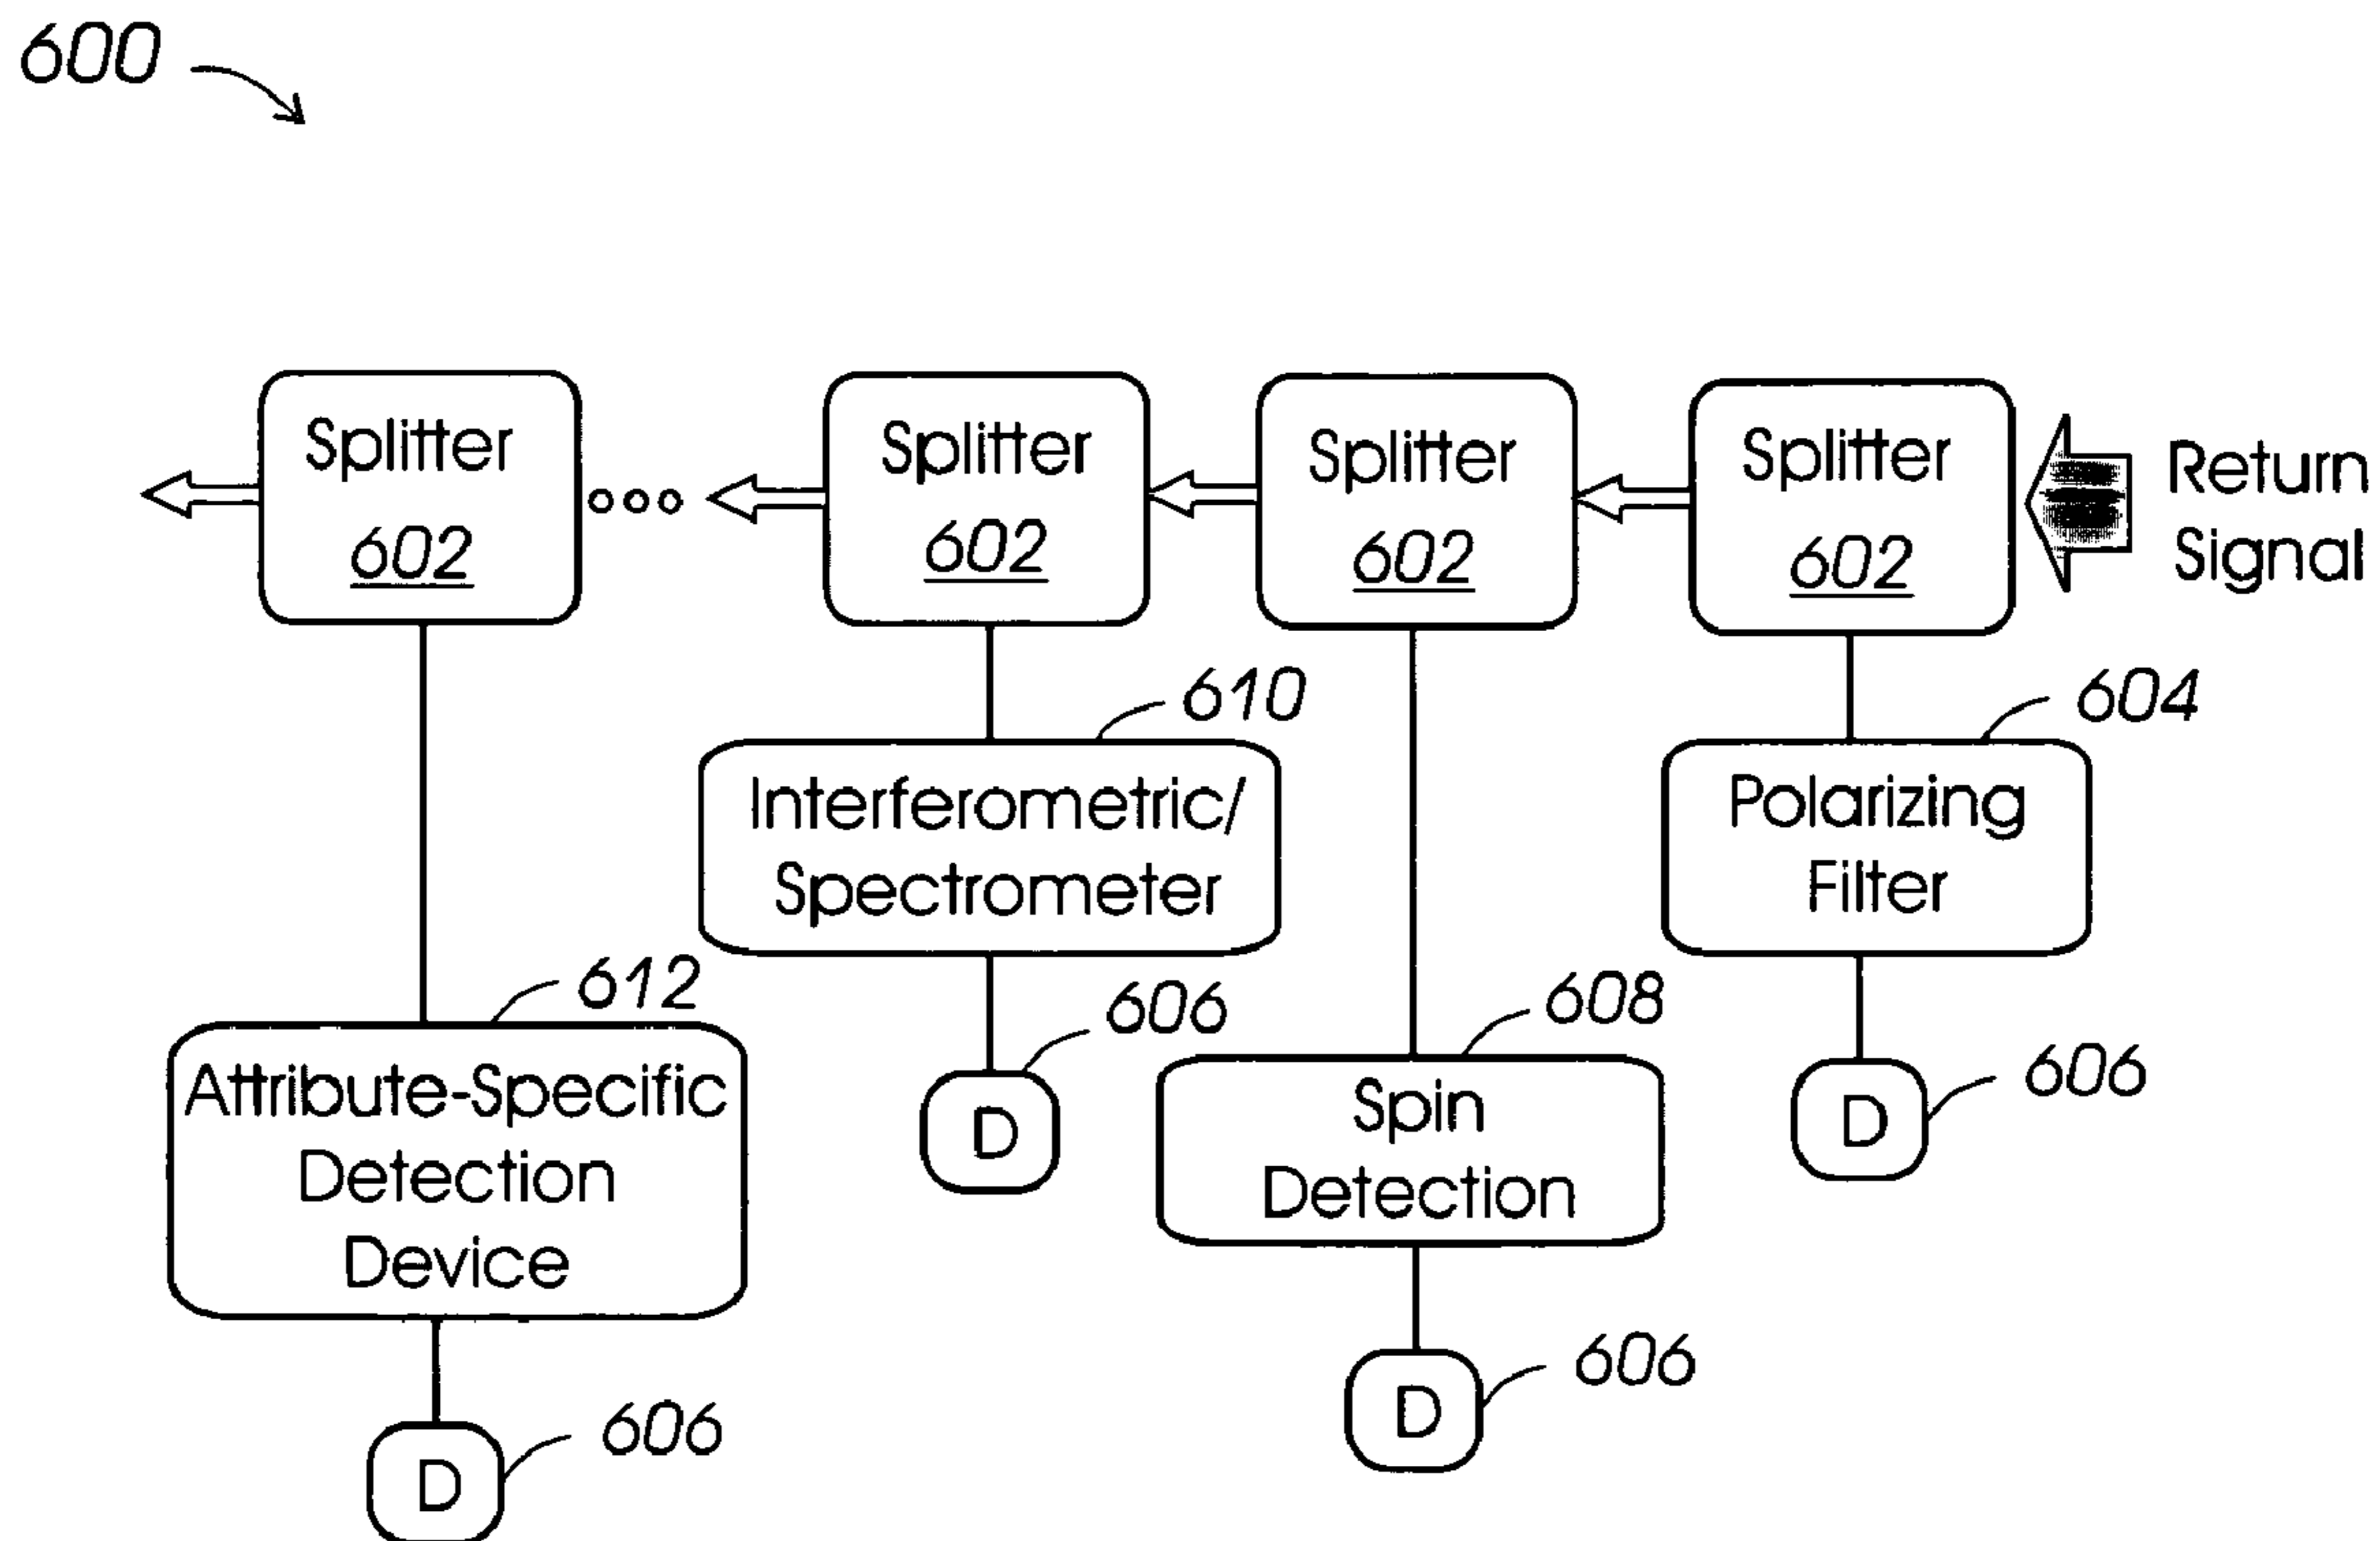 600
Splitter
602
Splitter
602
Splitter
602
Splitter
602
Return
Signal
610
604
Interferometric/
Spectrometer
Polarizing
Filter
612
606
608
606
Attribute-Specific
Detection
Device
D
Spin
Detection
D
606
D
606
D